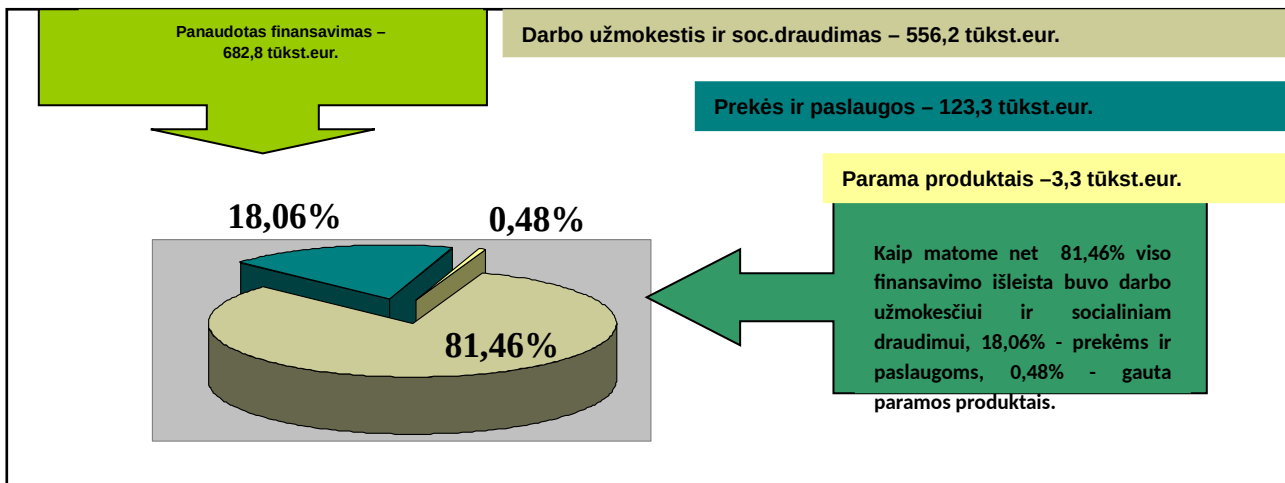 Panaudotas finansavimas –
682,8 tūkst.eur.
Darbo užmokestis ir soc.draudimas – 556,2 tūkst.eur.
Prekės ir paslaugos – 123,3 tūkst.eur.
Parama produktais –3,3 tūkst.eur.
18,06%
0,48%
81,46%
Kaip matome net 81,46% viso
finansavimo išleista buvo darbo
užmokesčiui ir socialiniam
draudimui, 18,06% - prekėms ir
paslaugoms, 0,48% - gauta
paramos produktais.